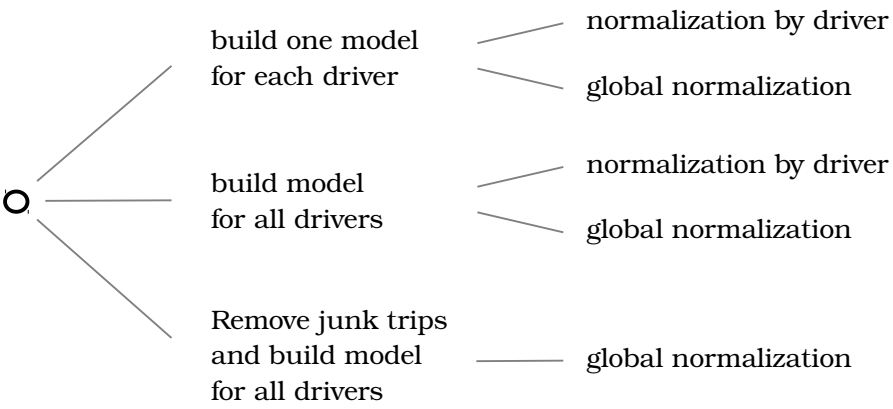 build one model
for each driver
normalization by driver
global normalization
build model
for all drivers
normalization by driver
global normalization
Remove junk trips
and build model
for all drivers
global normalization